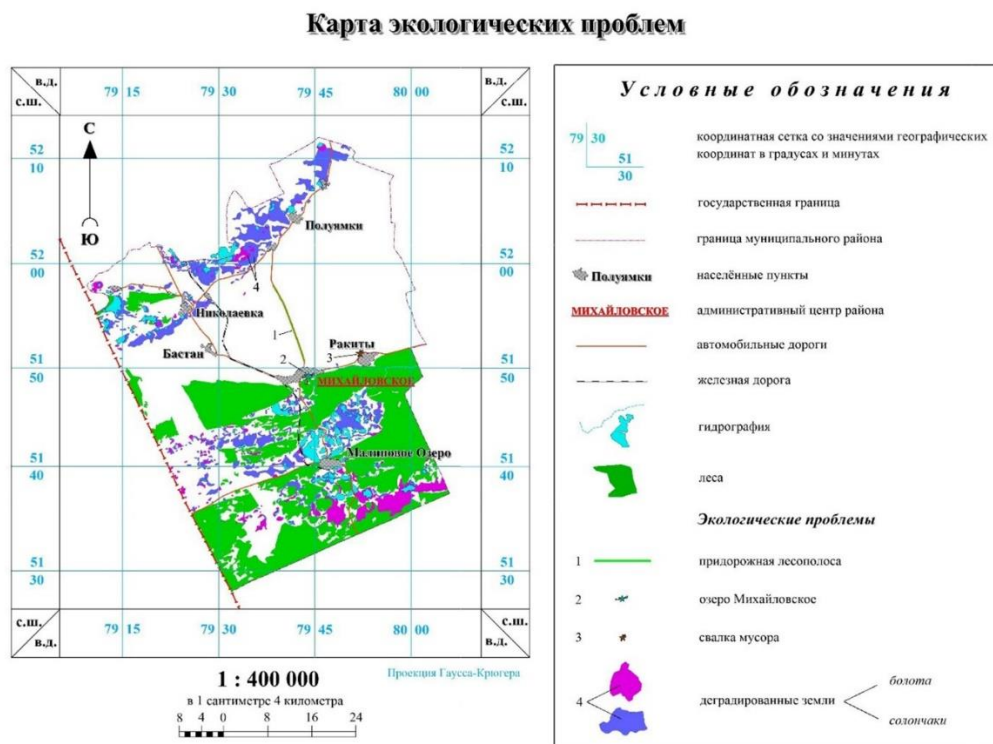 Карта экологических проблем
в.д.
79 15
79 30
79 45
80 00
в.д.
с.ш.
с.ш.
С
Ю
52
10
52
10
Полуямки
52
00
52
00
4
Николаевка
1
Бастан
Ракиты
3
2
51
50
51
50
МИХАЙЛОВСКОЕ
Малиновое Озеро
51
40
51
40
51
30
51
30
с.ш.
с.ш.
79 15
79 30
79 45
80 00
в.д.
в.д.
1 : 400 000
Проекция Гаусса-Крюгера
в 1 сантиметре 4 километра
8 4 0 8 16 24
Условные обозначения
79 30
51
30
координатная сетка со значениями географических
координат в градусах и минутах
государственная граница
граница муниципального района
Полуямки населённые пункты
МИХАЙЛОВСКОЕ административный центр района
автомобильные дороги
железная дорога
гидрография
леса
Экологические проблемы
1 придорожная лесополоса
2 озеро Михайловское
3 свалка мусора
4 деградированные земли
болота
солончаки